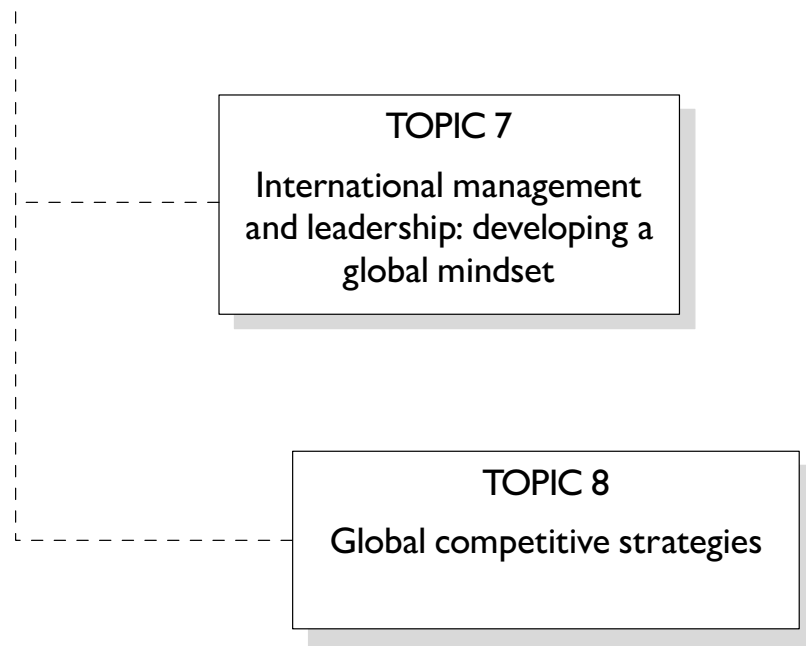 TOPIC 7
International management
and leadership: developing a
global mindset
TOPIC 8
Global competitive strategies